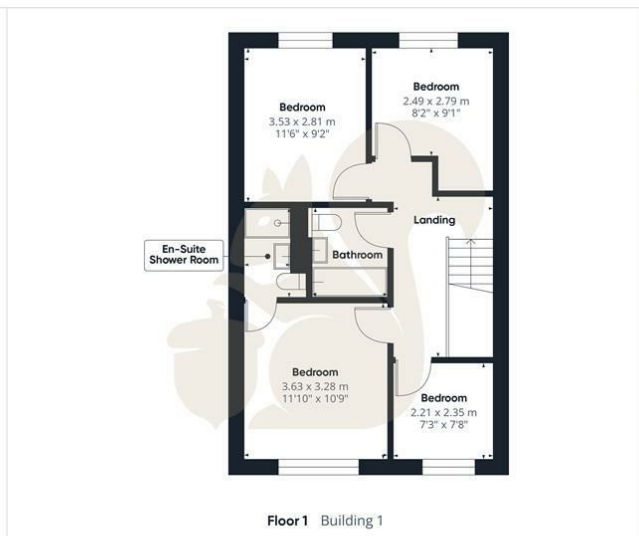 Bedroom
3.53 x 2.81 m
11'6" x 9'2"
Bedroom
2.49 x 2.79 m
8'2" x 9'1"
Landing
En-Suite
Shower Room
Bathroom
Bedroom
3.63 x 3.28 m
11'10" x 10'9"
Bedroom
2.21 x 2.35 m
7'3" x 7'8"
Floor 1 Building 1